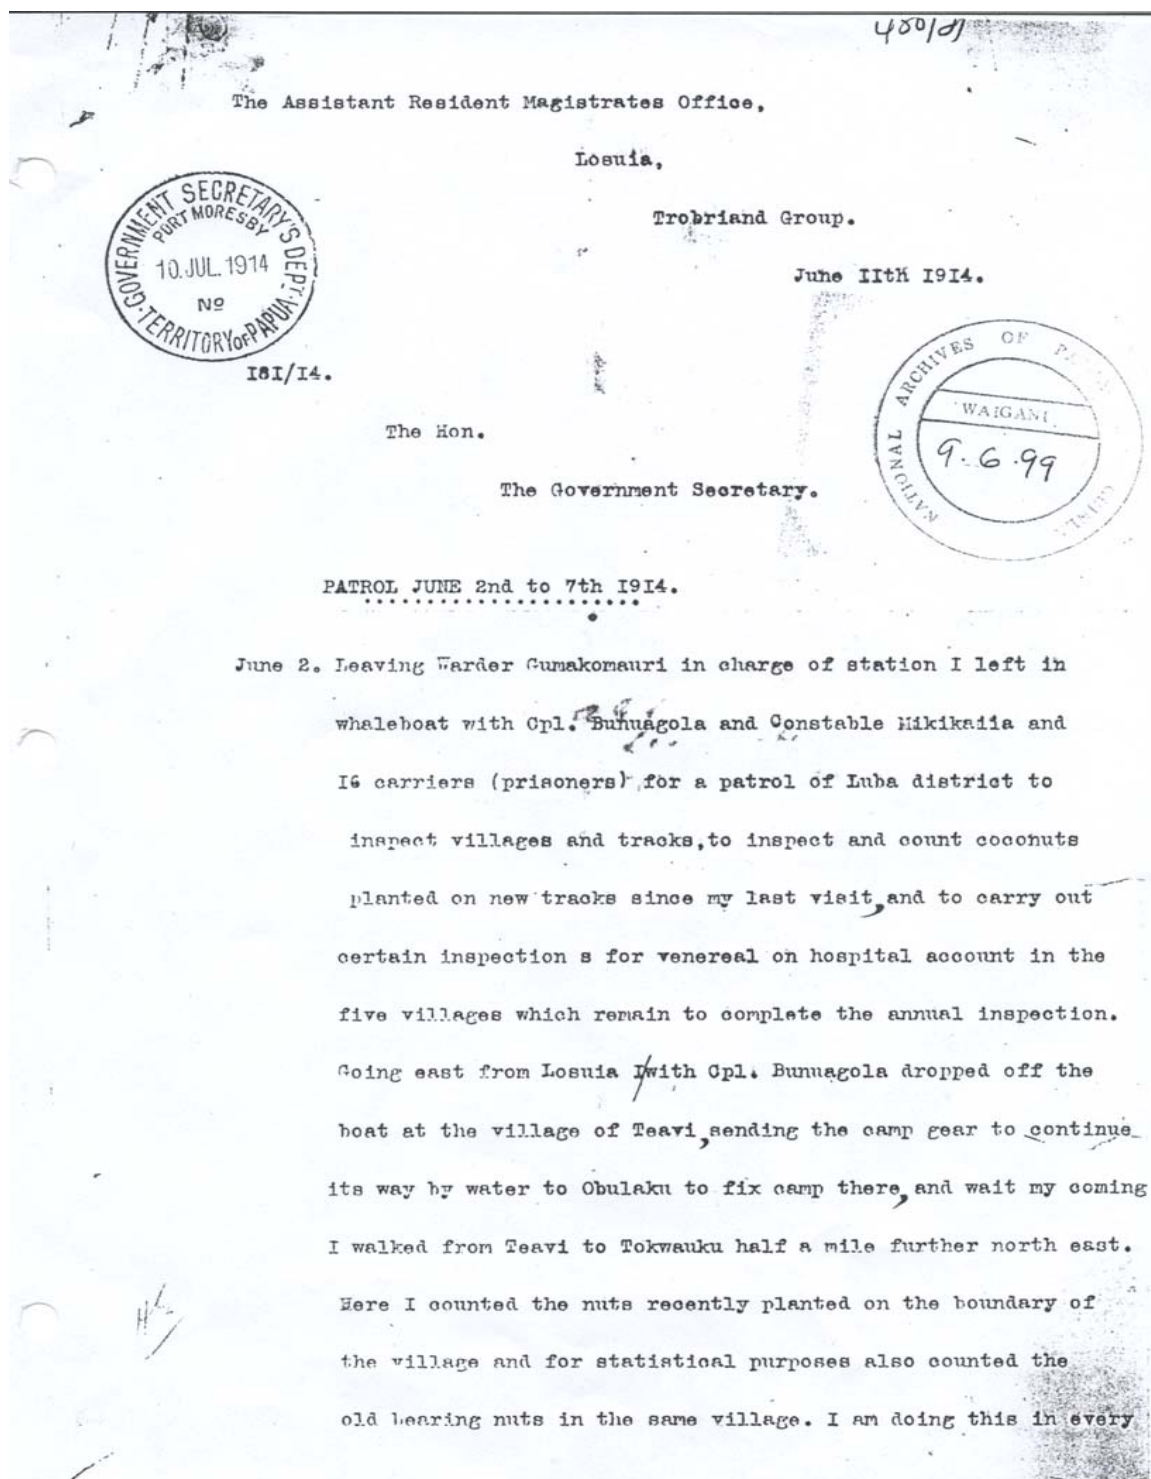 400/81
The Assistant Resident Magistrates Office,
Losuia,
Trobriand Group.
June IIth I9I4.
GOVERNMENT SECRETARY'S DEPT.
PORT MORESBY
10.JUL.1914
Nº
TERRITORY OF PAPUA
I8I/I4.
NATIONAL ARCHIVES OF PAPUA
WAIGANI
9.6.99
GUINEA
The Hon.
The Government Secretary.
PATROL JUNE 2nd to 7th I9I4.
June 2. Leaving Warder Gumakomauri in charge of station I left in
whaleboat with Cpl. Bunuagola and Constable Mikikaiia and
I6 carriers (prisoners) for a patrol of Luba district to
inspect villages and tracks,to inspect and count coconuts
planted on new tracks since my last visit,and to carry out
certain inspection s for venereal on hospital account in the
five villages which remain to complete the annual inspection.
Going east from Losuia I/with Cpl. Bunuagola dropped off the
boat at the village of Teavi,sending the camp gear to continue
its way by water to Obulaku to fix camp there,and wait my coming
I walked from Teavi to Tokwauku half a mile further north east.
Here I counted the nuts recently planted on the boundary of
the village and for statistical purposes also counted the
old bearing nuts in the same village. I am doing this in every